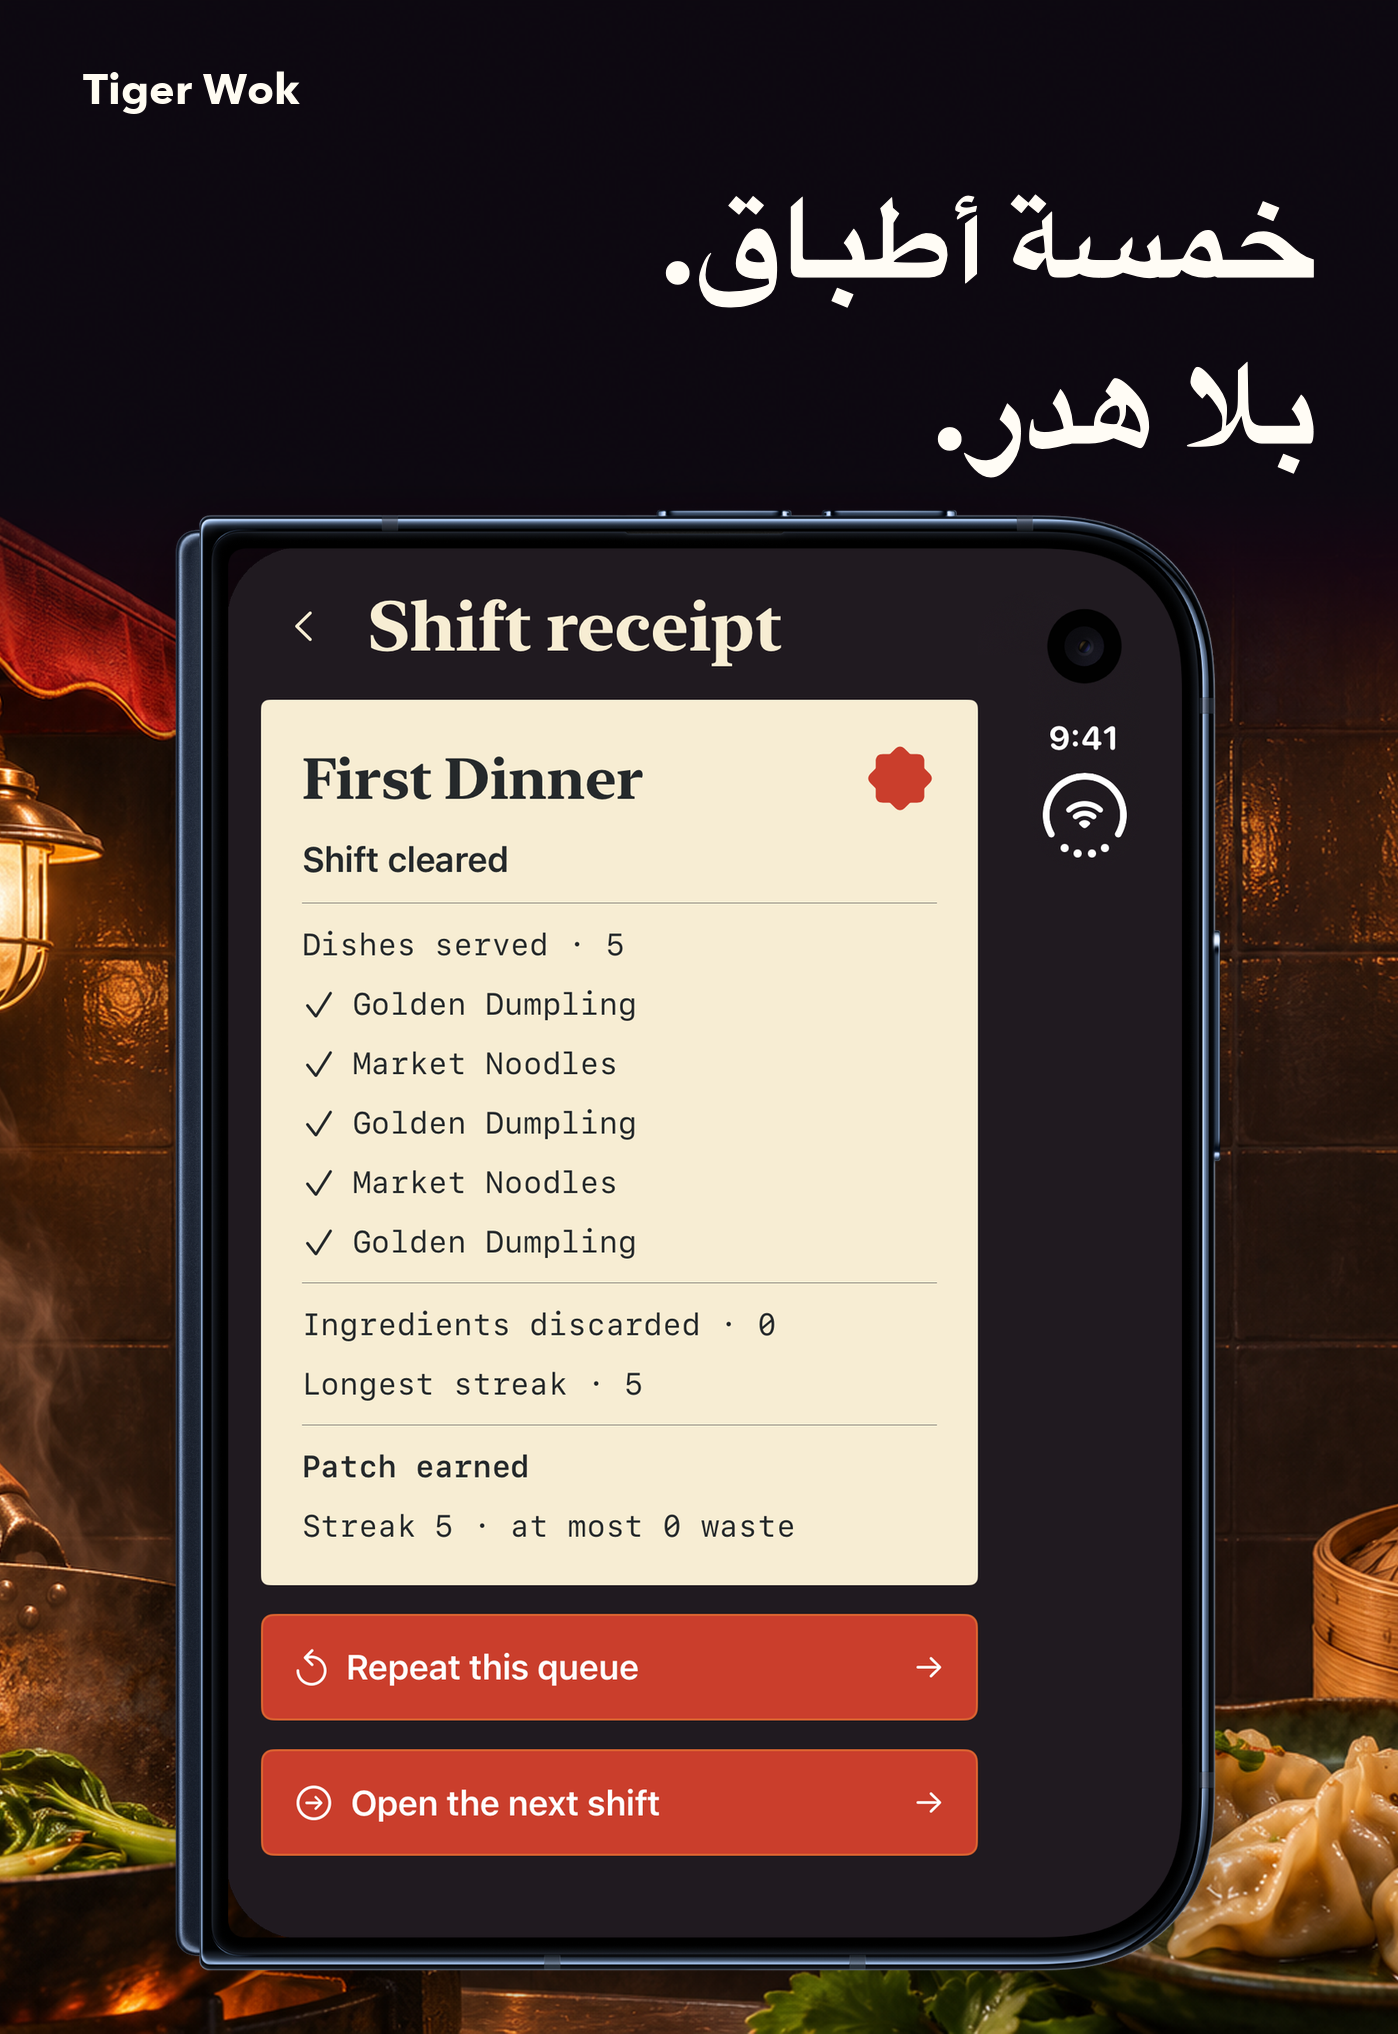 Tiger Wok
خمسة أطباق.
بلا هدر.
Shift receipt
9:41
First Dinner
Shift cleared
Dishes served · 5
Golden Dumpling
Market Noodles
Golden Dumpling
Market Noodles
Golden Dumpling
Ingredients discarded · 0
Longest streak · 5
Patch earned
Streak 5 · at most 0 waste
Repeat this queue
Open the next shift